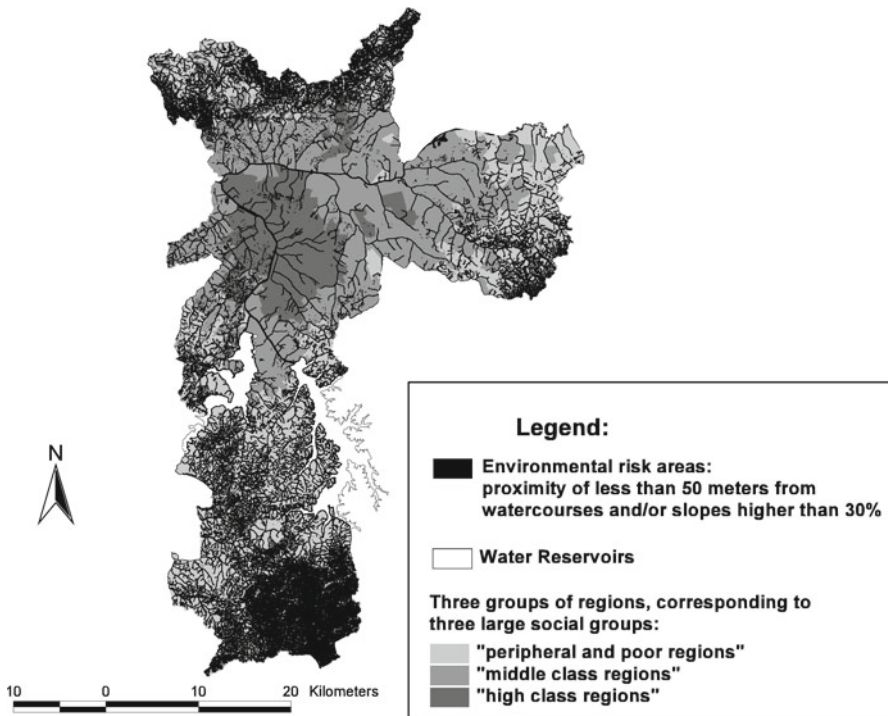 N
10 0 10 20 Kilometers
Legend:
Environmental risk areas:
proximity of less than 50 meters from
watercourses and/or slopes higher than 30%
Water Reservoirs
Three groups of regions, corresponding to
three large social groups:
"peripheral and poor regions"
"middle class regions"
"high class regions"